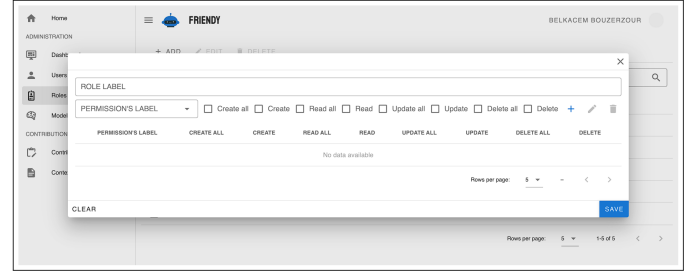 Home
FRIENDY
BELKACEM BOUZERZOUR
ADMINISTRATION
+ ADD EDIT DELETE
Users
ROLE LABEL
Roles
PERMISSION'S LABEL Create all Create Read all Read Update all Update Delete all Delete +
Model
PERMISSION'S LABEL CREATE ALL CREATE READ ALL READ UPDATE ALL UPDATE DELETE ALL DELETE
CONTRIBUTION
No data available
Contri
Conte
Rows per page: 5 –
CLEAR SAVE
Rows per page: 5 1-5 of 5